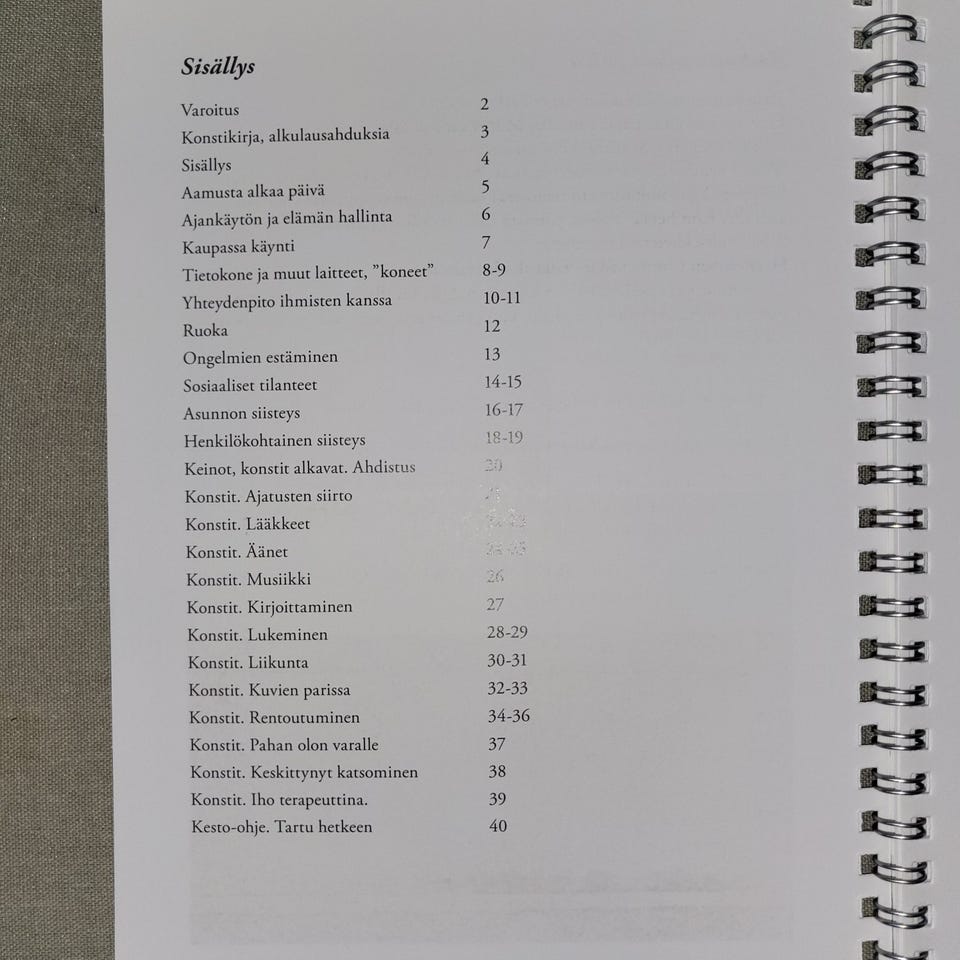 Sisällys
Varoitus 2
Konstikirja, alkulausahduksia 3
Sisällys 4
Aamusta alkaa päivä 5
Ajankäytön ja elämän hallinta 6
Kaupassa käynti 7
Tietokone ja muut laitteet, ”koneet” 8-9
Yhteydenpito ihmisten kanssa 10-11
Ruoka 12
Ongelmien estäminen 13
Sosiaaliset tilanteet 14-15
Asunnon siisteys 16-17
Henkilökohtainen siisteys 18-19
Keinot, konstit alkavat. Ahdistus 20
Konstit. Ajatusten siirto
Konstit. Lääkkeet
Konstit. Äänet
Konstit. Musiikki 26
Konstit. Kirjoittaminen 27
Konstit. Lukeminen 28-29
Konstit. Liikunta 30-31
Konstit. Kuvien parissa 32-33
Konstit. Rentoutuminen 34-36
Konstit. Pahan olon varalle 37
Konstit. Keskittynyt katsominen 38
Konstit. Iho terapeuttina. 39
Kesto-ohje. Tartu hetkeen 40